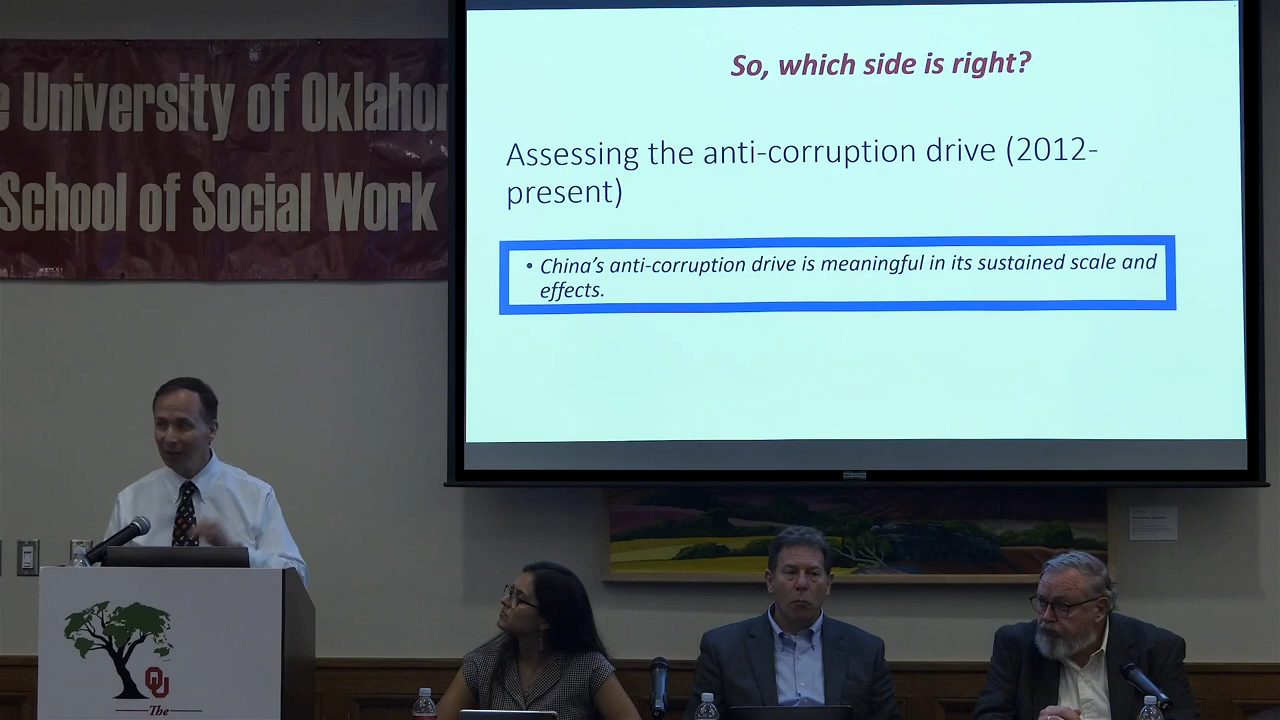 University of
School of Social Work
So, which side is right?
Assessing the anti-corruption drive (2012-
present)
• China's anti-corruption drive is meaningful in its sustained scale and
effects.
OU
The